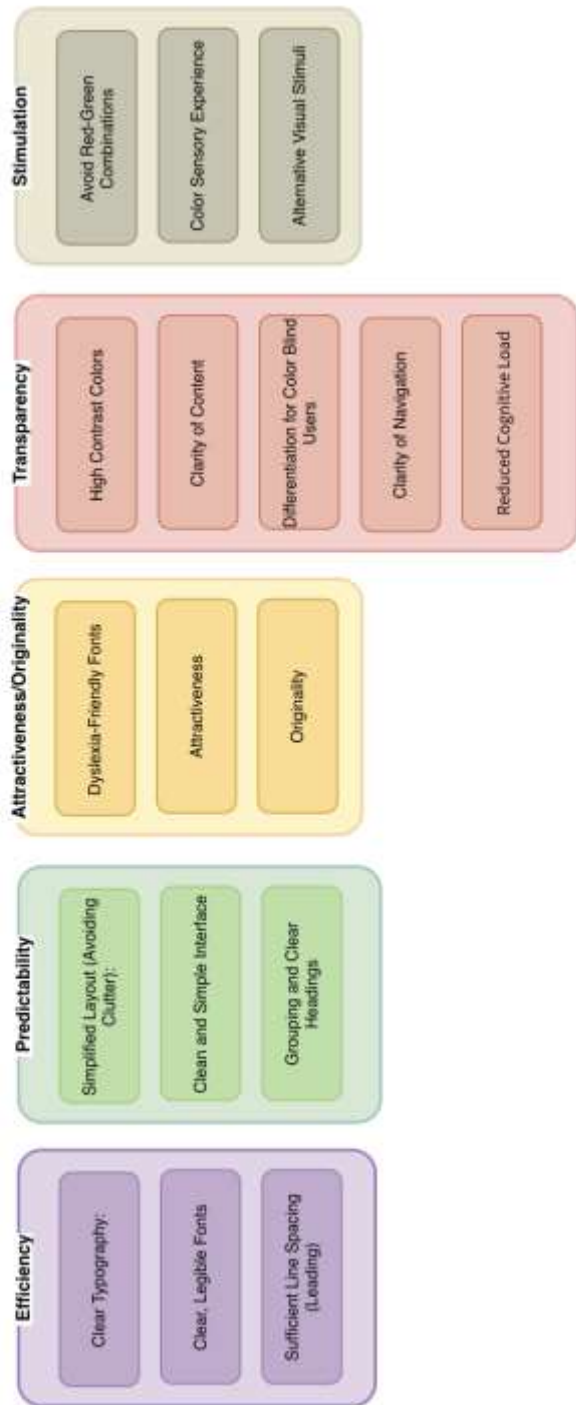 Efficiency
Clear Typography:
Clear, Legible Fonts
Sufficient Line Spacing
(Leading)
Predictability
Simplified Layout (Avoiding
Clutter):
Clean and Simple Interface
Grouping and Clear
Headings
Attractiveness/Originality
Dyslexia-Friendly Fonts
Attractiveness
Originality
Transparency
High Contrast Colors
Clarity of Content
Differentiation for Color Blind
Users
Clarity of Navigation
Reduced Cognitive Load
Stimulation
Avoid Red-Green
Combinations
Color Sensory Experience
Alternative Visual Stimuli